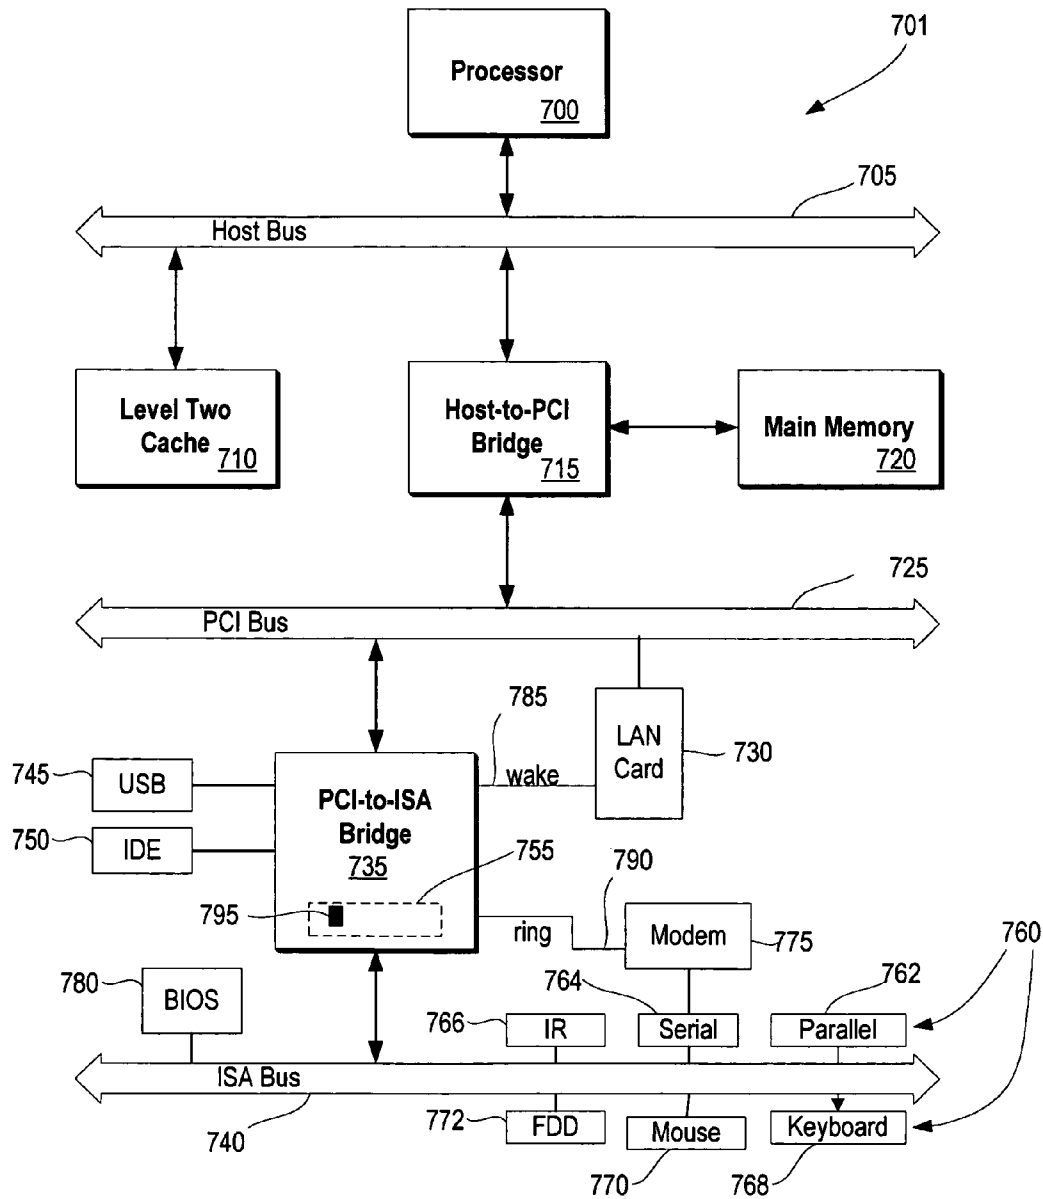 701
Processor
700
705
Host Bus
Level Two
Cache
710
Host-to-PCI
Bridge
715
Main Memory
720
725
PCI Bus
785
LAN
Card
730
wake
745
USB
750
IDE
PCI-to-ISA
Bridge
735
755
795
790
ring
Modem
775
760
780
BIOS
764
762
766
IR
Serial
Parallel
ISA Bus
740
772
FDD
Mouse
Keyboard
770
768